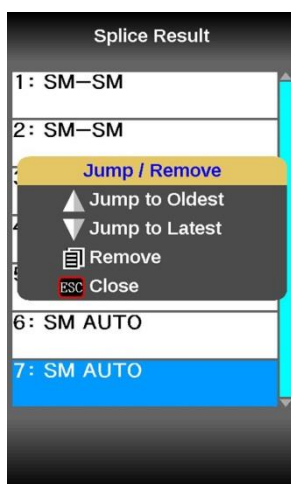 Splice Result
1: SM-SM
2: SM-SM
Jump / Remove
Jump to Oldest
Jump to Latest
Remove
ESC Close
6: SM AUTO
7: SM AUTO